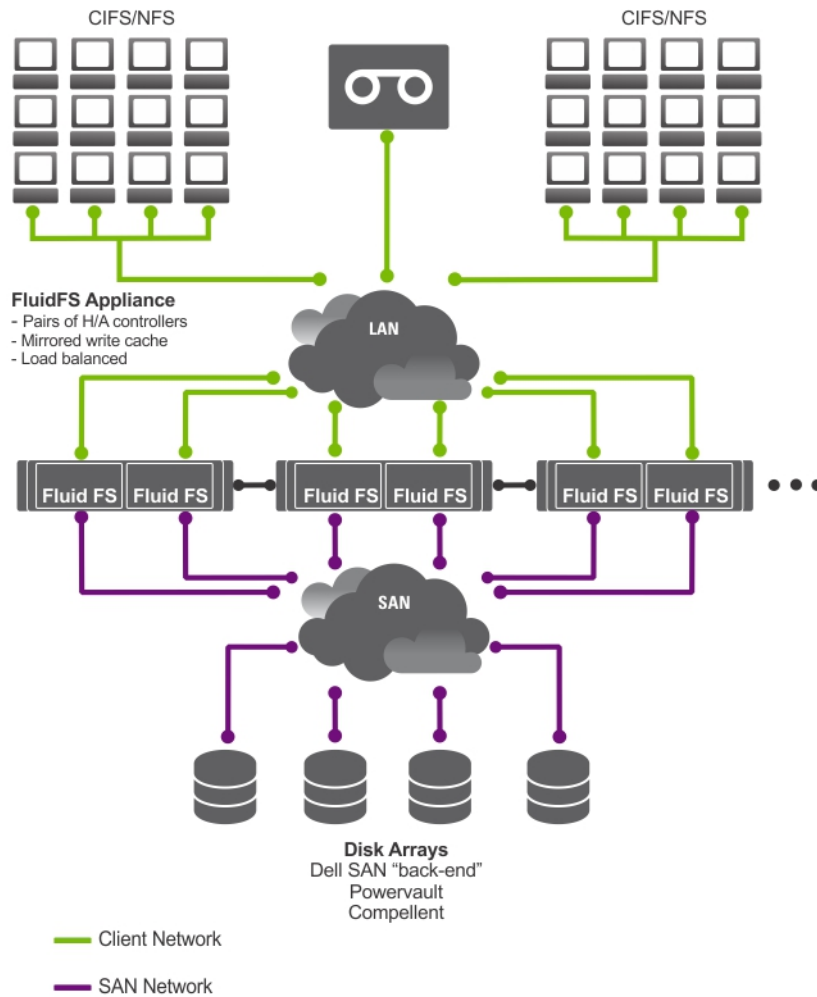 CIFS/NFS
CIFS/NFS
FluidFS Appliance
- Pairs of H/A controllers
- Mirrored write cache
- Load balanced
LAN
Fluid FS
Fluid FS
Fluid FS
Fluid FS
Fluid FS
Fluid FS
SAN
Disk Arrays
Dell SAN “back-end”
Powervault
Compellent
Client Network
SAN Network